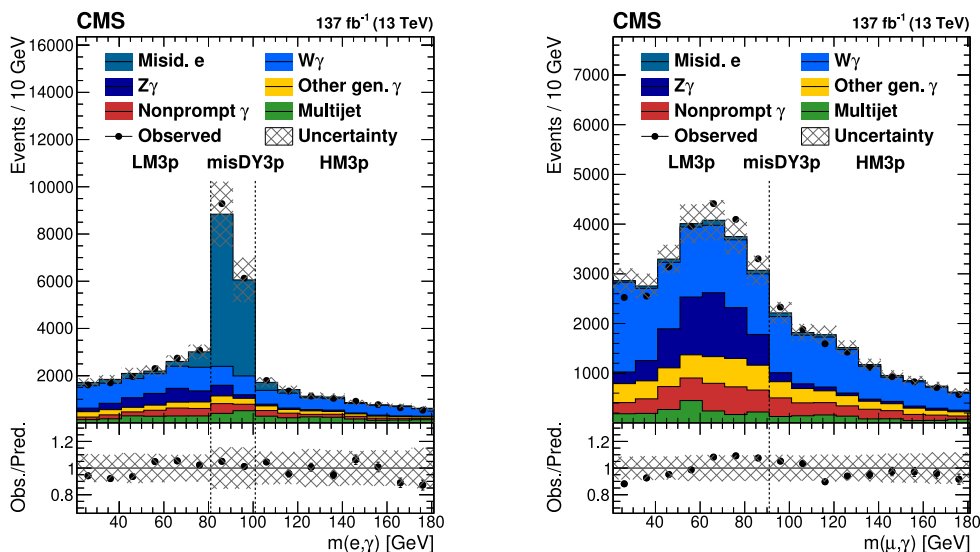 CMS 137 fb⁻¹ (13 TeV)
Events / 10 GeV
16000
14000
12000
10000
8000
6000
4000
2000
Misid. e Wγ
Zγ Other gen. γ
Nonprompt γ Multijet
Observed Uncertainty
LM3p misDY3p HM3p
Obs./Pred.
1.2
1
0.8
40 60 80 100 120 140 160 180
m(e,γ) [GeV]
CMS 137 fb⁻¹ (13 TeV)
Events / 10 GeV
7000
6000
5000
4000
3000
2000
1000
Misid. e Wγ
Zγ Other gen. γ
Nonprompt γ Multijet
Observed Uncertainty
LM3p misDY3p HM3p
Obs./Pred.
1.2
1
0.8
40 60 80 100 120 140 160 180
m(μ,γ) [GeV]